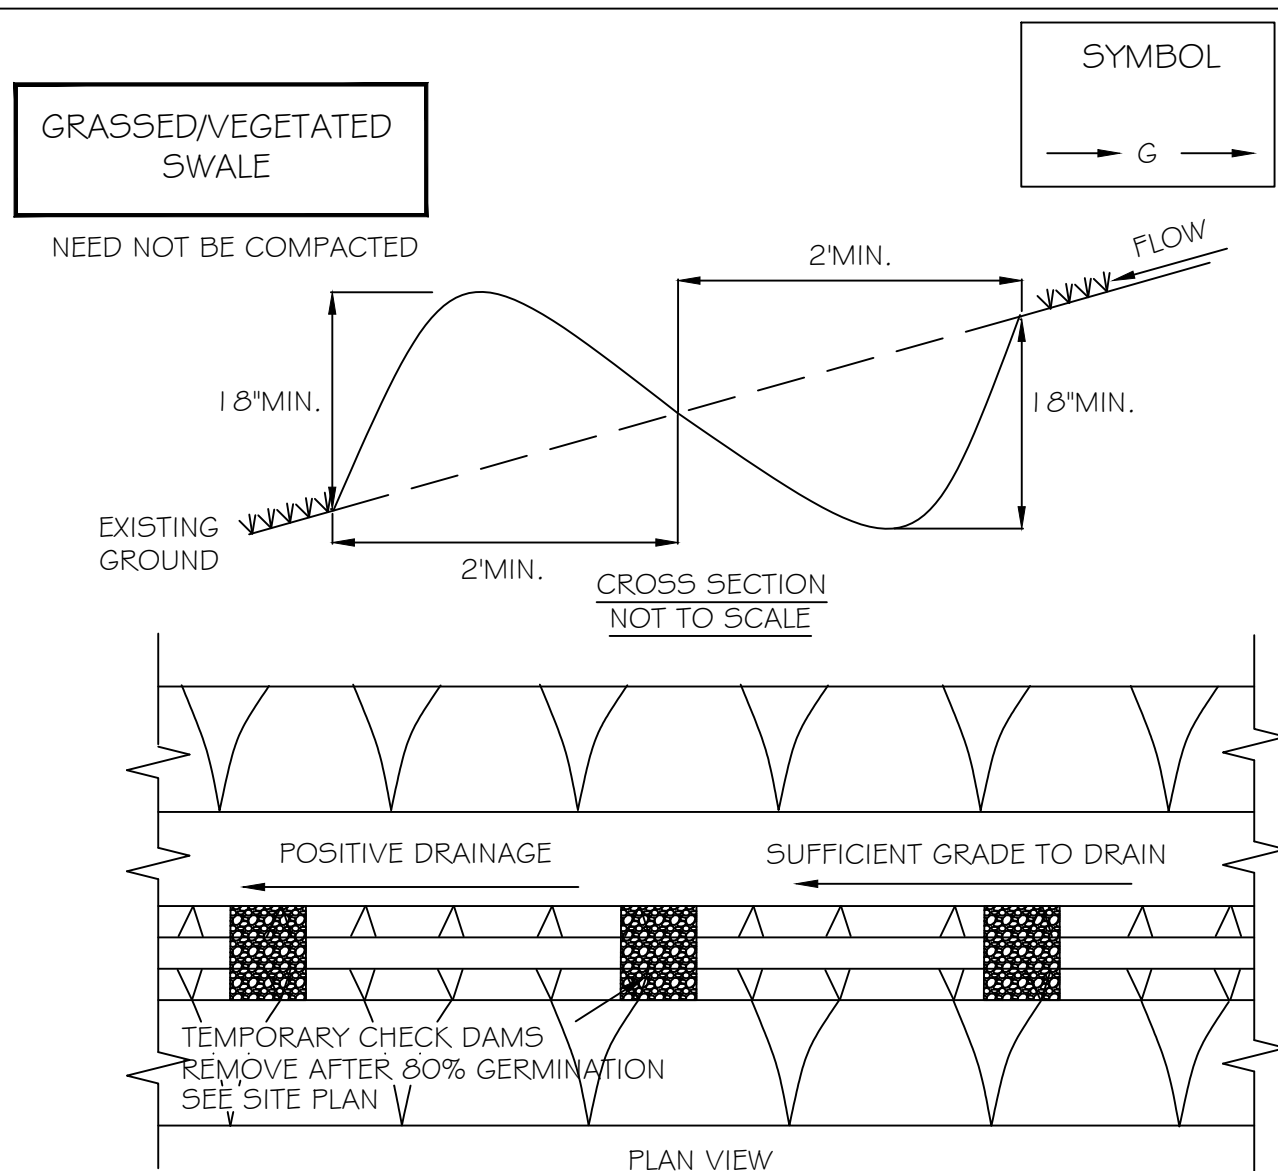 SYMBOL
G
GRASSED/VEGETATED
SWALE
NEED NOT BE COMPACTED
FLOW
2'MIN.
18"MIN.
18"MIN.
EXISTING
GROUND
2'MIN.
CROSS SECTION
NOT TO SCALE
POSITIVE DRAINAGE
SUFFICIENT GRADE TO DRAIN
TEMPORARY CHECK DAMS
REMOVE AFTER 80% GERMINATION
SEE SITE PLAN
PLAN VIEW